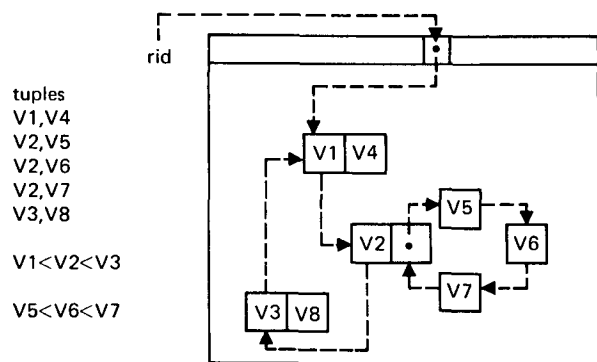 rid
tuples
V1,V4
V2,V5
V2,V6
V2,V7
V3,V8
V1<V2<V3
V5<V6<V7
V1 V4
V5
V2
V6
V7
V3 V8